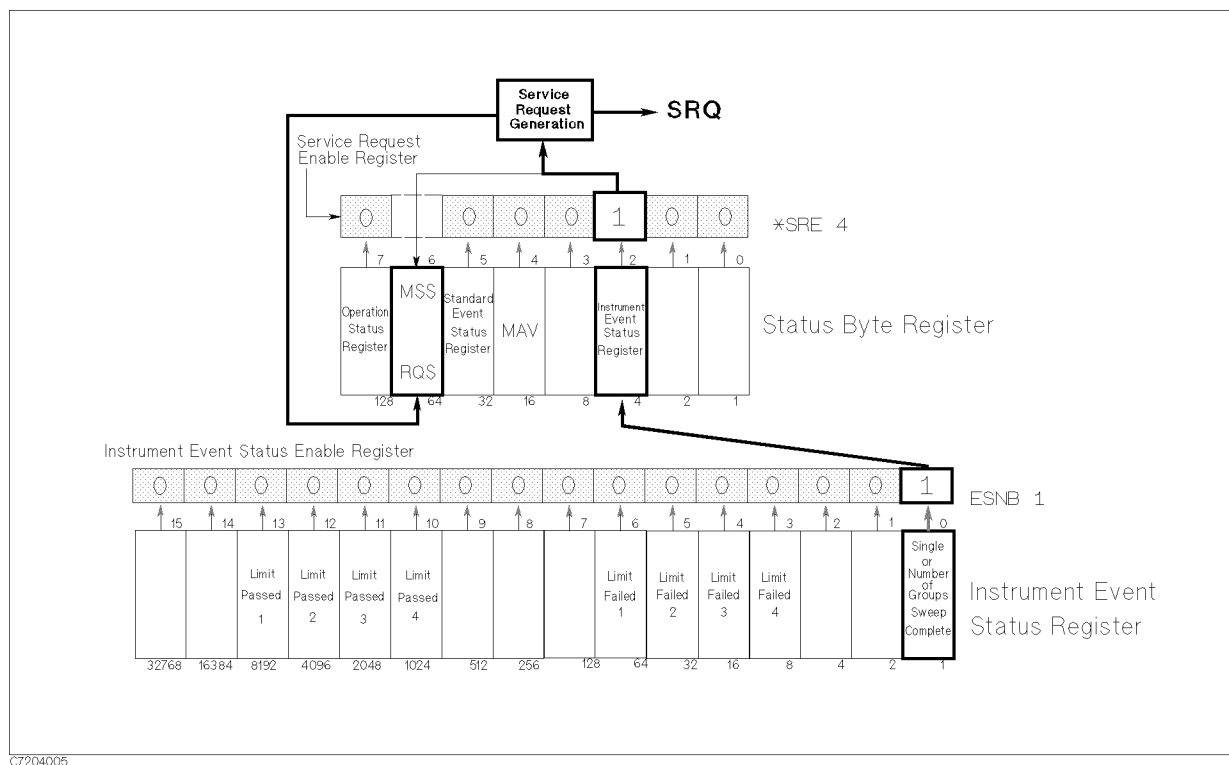 Service
Request
Generation
SRQ
Service Request
Enable Register
0 0 0 0 1 0 0
*SRE 4
7 6 5 4 3 2 1 0
Operation
Status
Register
MSS
RQS
Standard
Event
Status
Register
MAV
Instrument
Event
Status
Register
Status Byte Register
128 64 32 16 8 4 2 1
Instrument Event Status Enable Register
0 0 0 0 0 0 0 0 0 0 0 0 0 0 0 1
ESNB 1
15 14 13 12 11 10 9 8 7 6 5 4 3 2 1 0
Limit
Passed
1
Limit
Passed
2
Limit
Passed
3
Limit
Passed
4
Limit
Failed
1
Limit
Failed
2
Limit
Failed
3
Limit
Failed
4
Single
or
Number
of
Groups
Sweep
Complete
Instrument Event
Status Register
32768 16384 8192 4096 2048 1024 512 256 128 64 32 16 8 4 2 1
C7204005